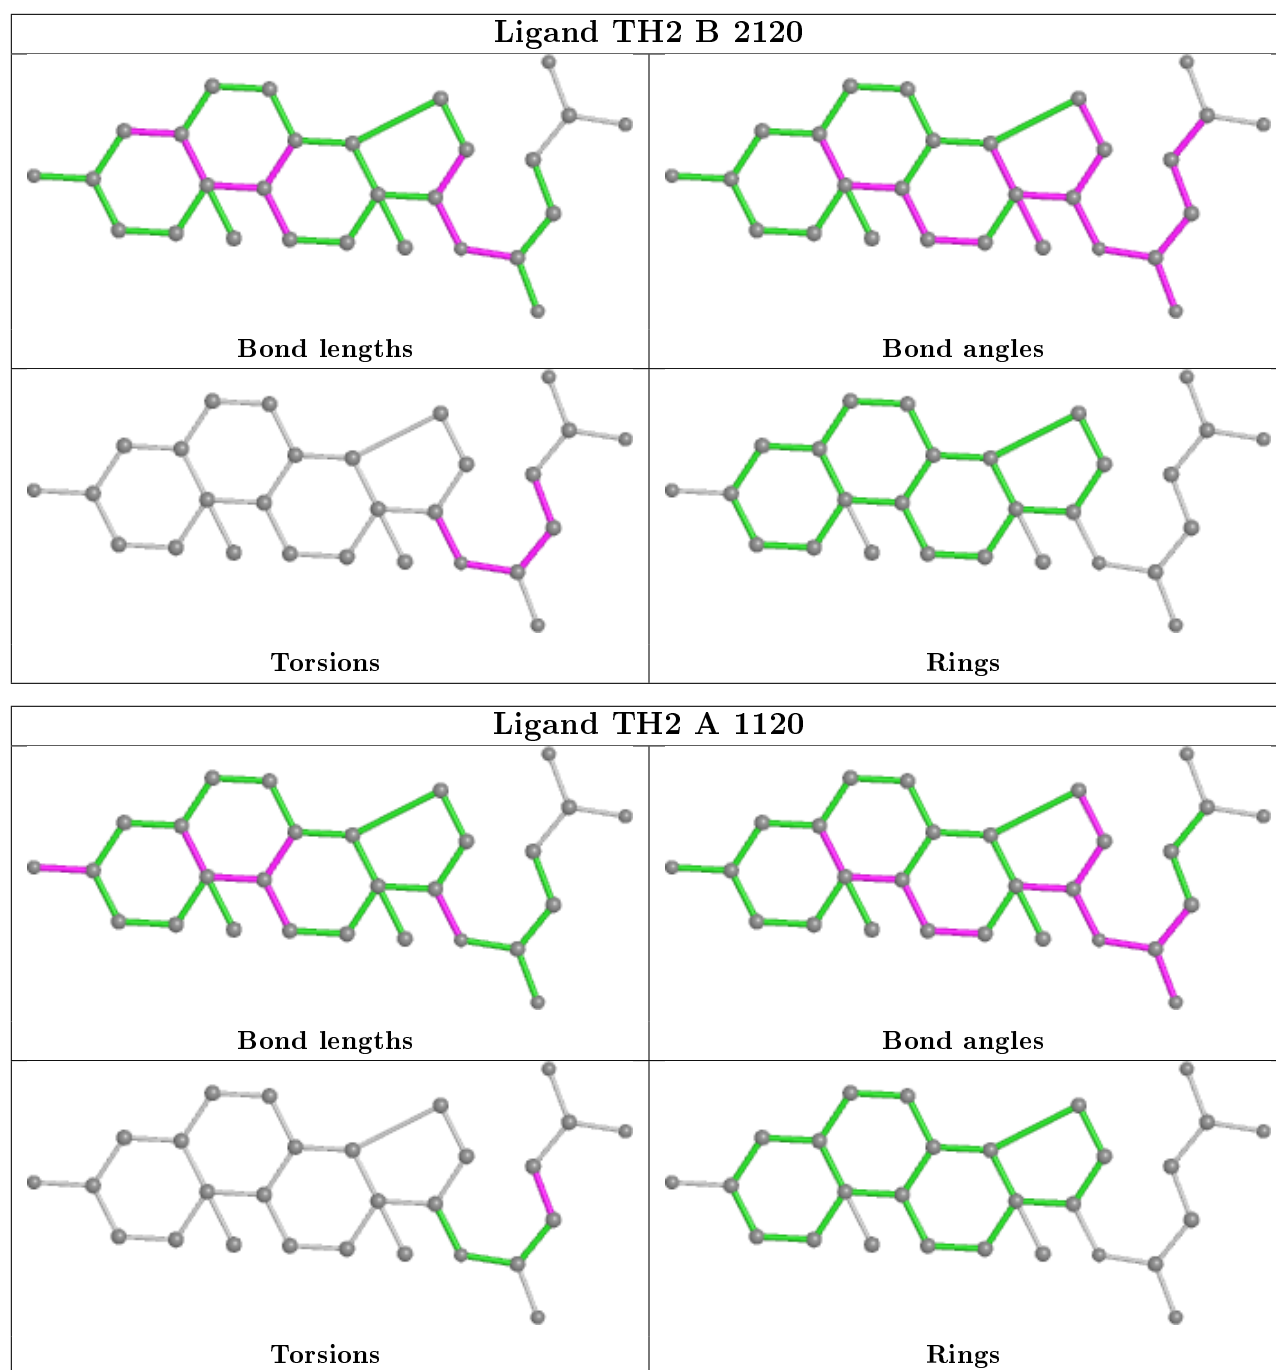 Ligand TH2 B 2120
Bond lengths
Bond angles
Torsions
Rings
Ligand TH2 A 1120
Bond lengths
Bond angles
Torsions
Rings